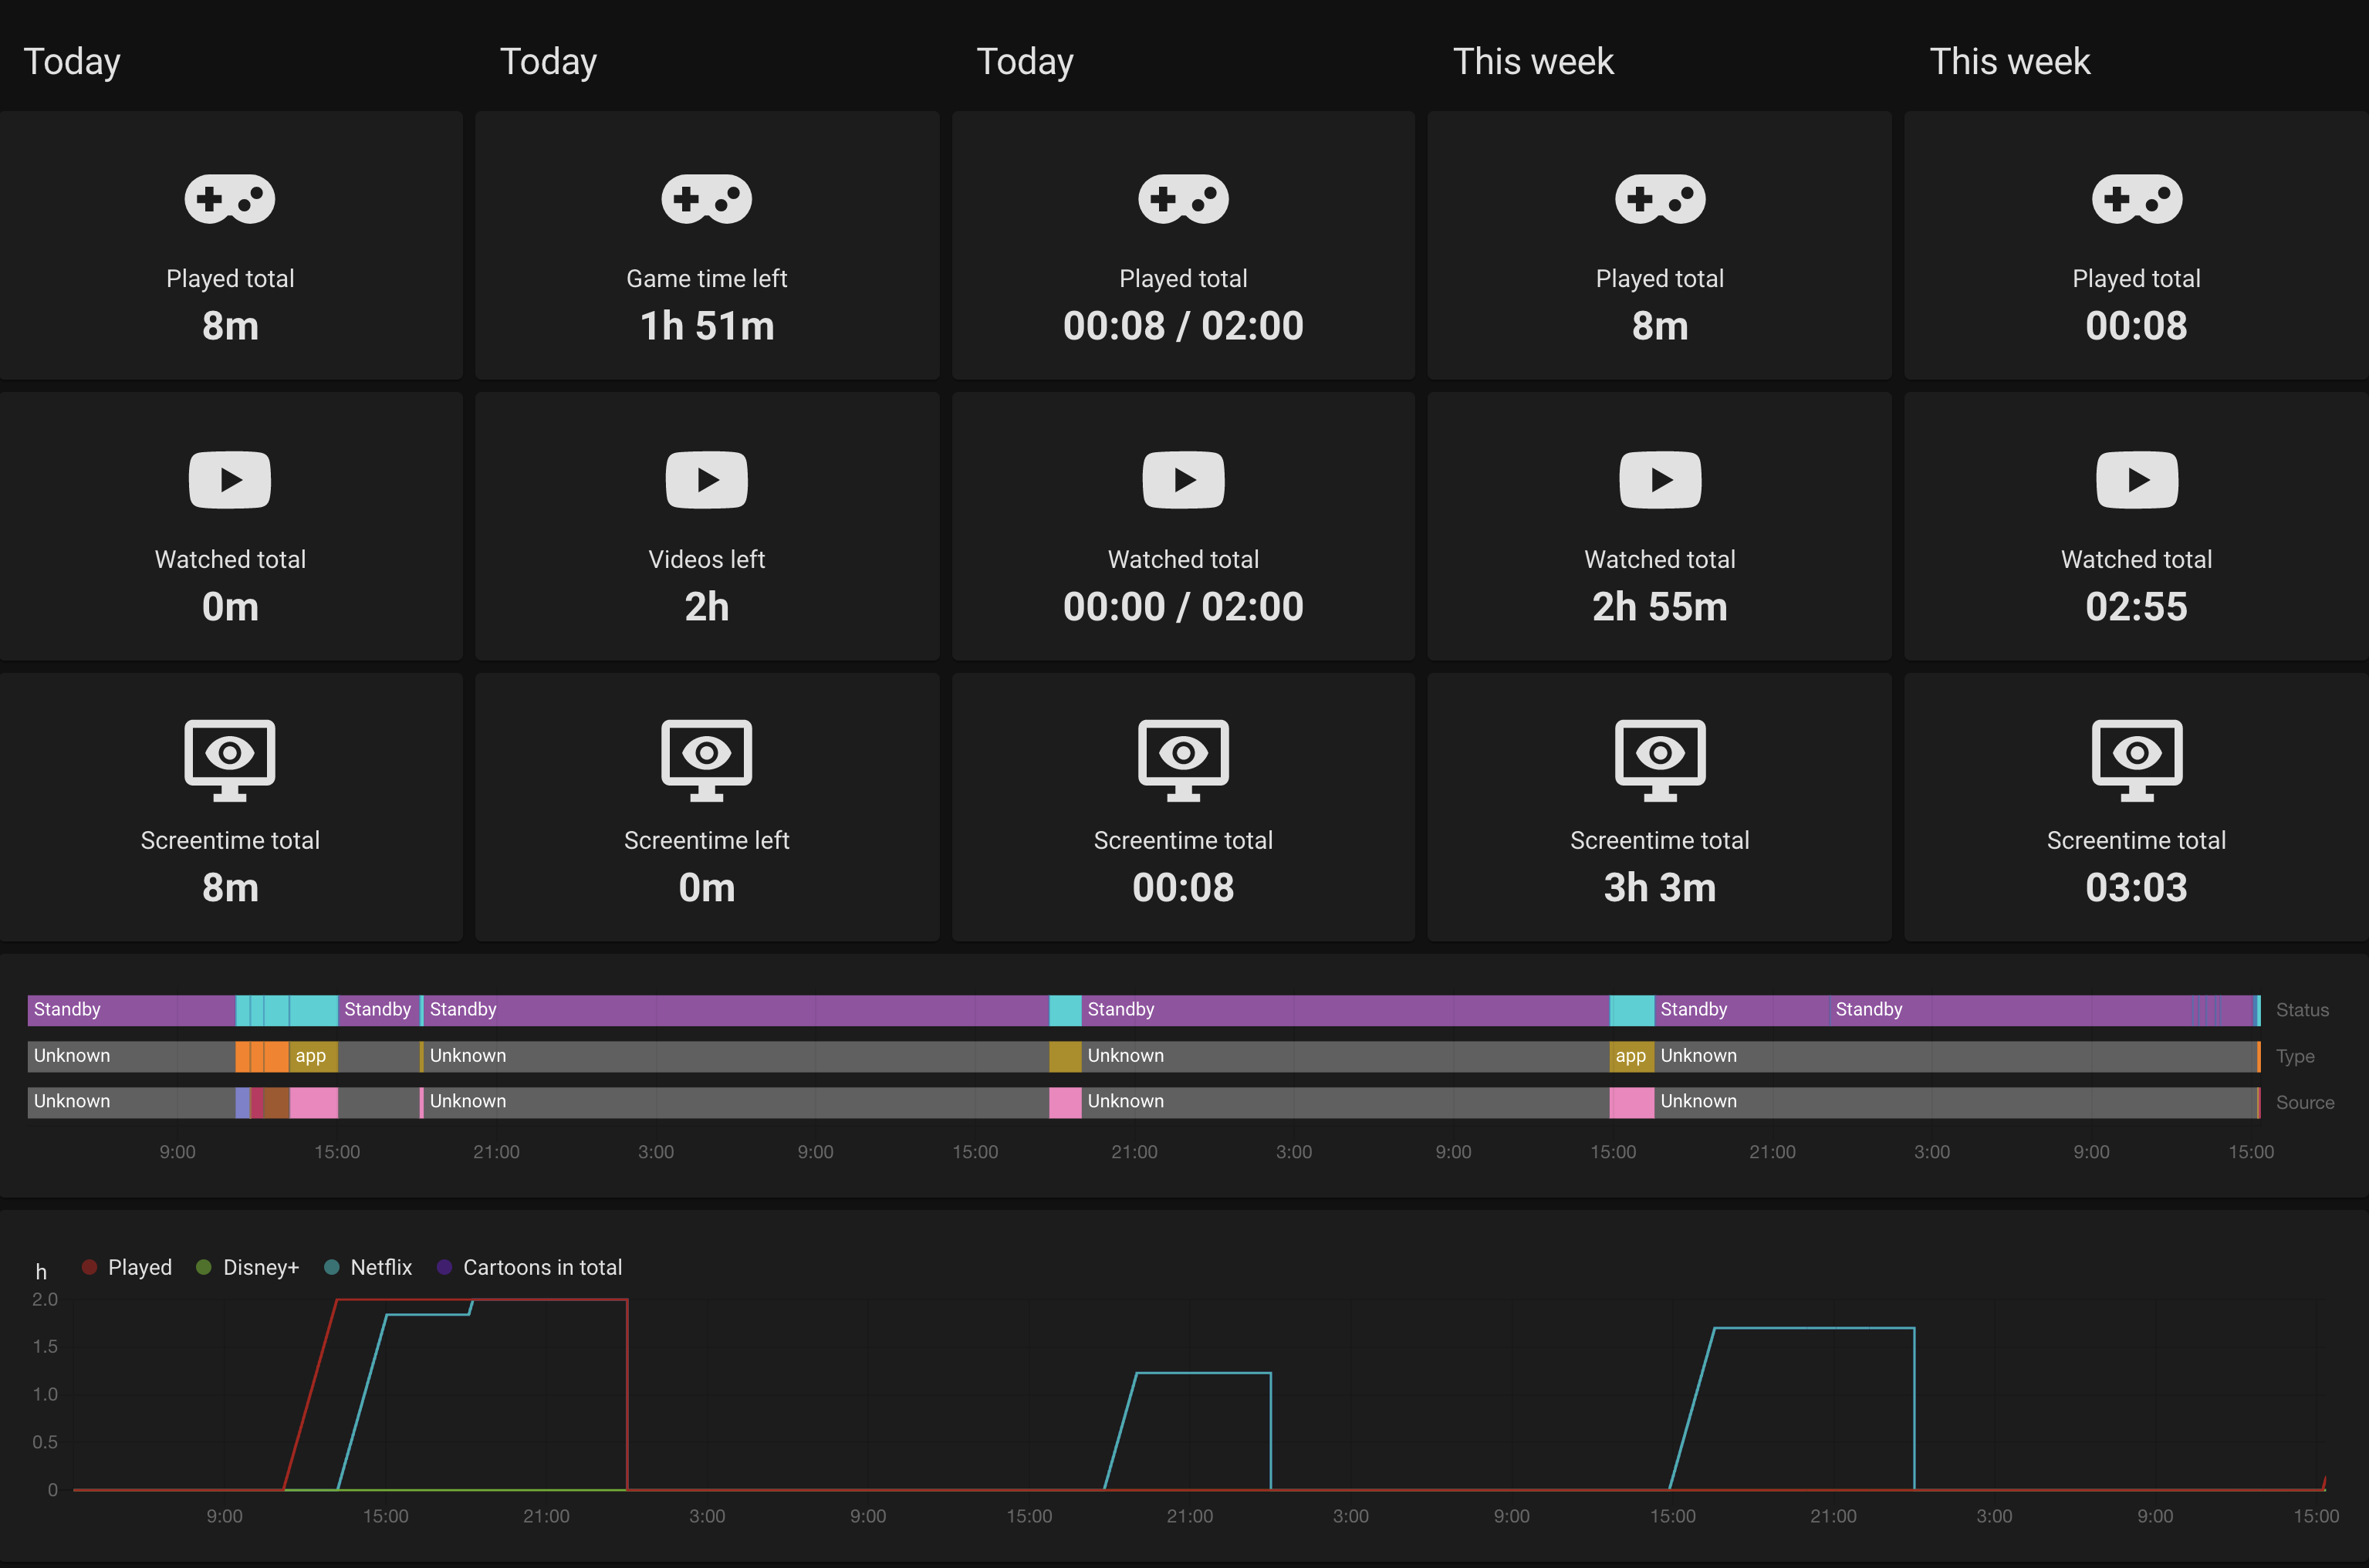 Today
Today
Today
This week
This week
Played total
8m
Game time left
1h 51m
Played total
00:08 / 02:00
Played total
8m
Played total
00:08
Watched total
0m
Videos left
2h
Watched total
00:00 / 02:00
Watched total
2h 55m
Watched total
02:55
Screentime total
8m
Screentime left
0m
Screentime total
00:08
Screentime total
3h 3m
Screentime total
03:03
Standby Standby Standby Standby Standby Standby Status
Unknown app Unknown Unknown app Unknown Type
Unknown Unknown Unknown Unknown Source
9:00 15:00 21:00 3:00 9:00 15:00 21:00 3:00 9:00 15:00 21:00 3:00 9:00 15:00
h Played Disney+ Netflix Cartoons in total
2.0
1.5
1.0
0.5
0
9:00 15:00 21:00 3:00 9:00 15:00 21:00 3:00 9:00 15:00 21:00 3:00 9:00 15:00